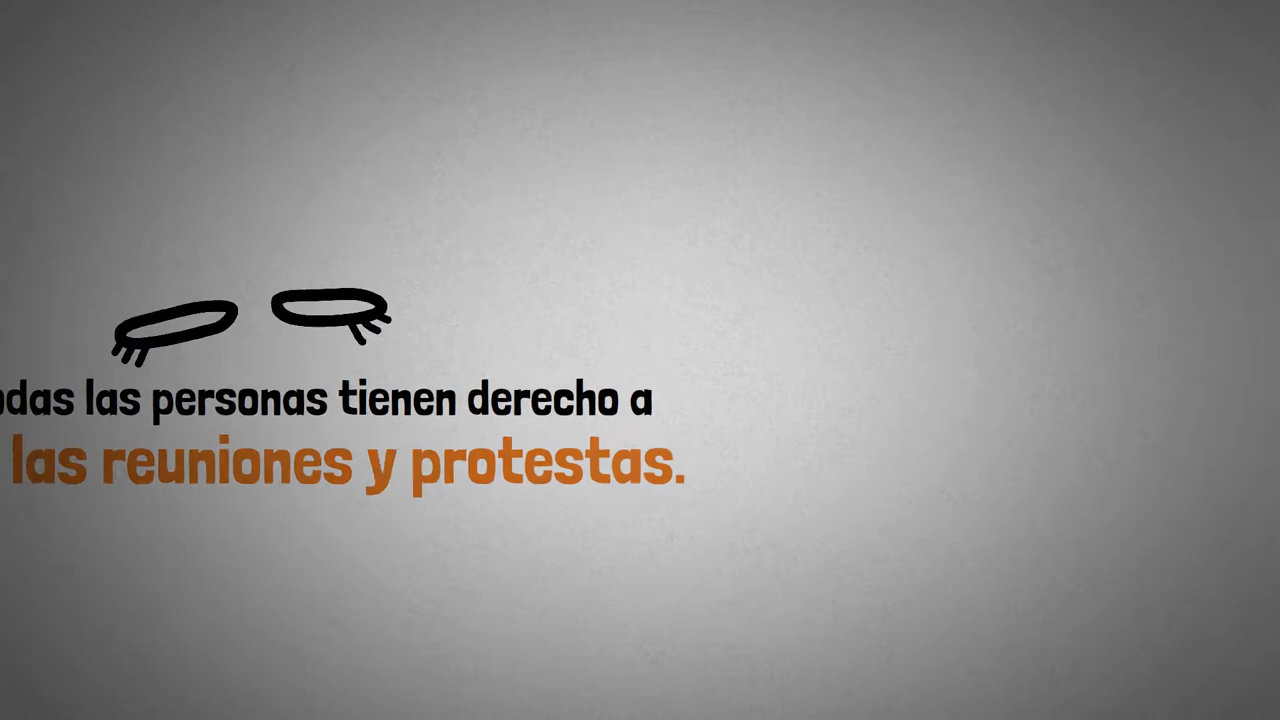 odas las personas tienen derecho a
las reuniones y protestas.